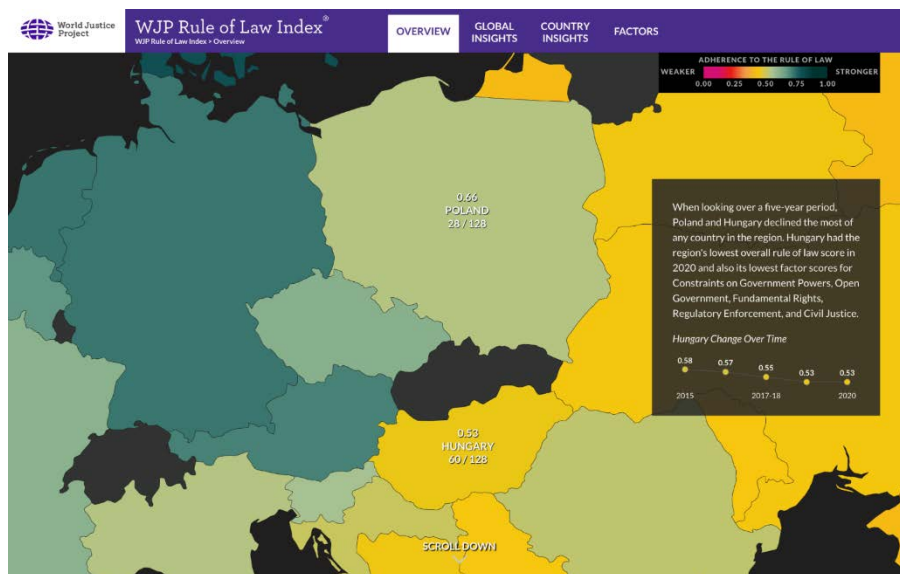 World Justice
Project
WJP Rule of Law Index®
WJP Rule of Law Index > Overview
OVERVIEW
GLOBAL
INSIGHTS
COUNTRY
INSIGHTS
FACTORS
ADHERENCE TO THE RULE OF LAW
WEAKER
STRONGER
0.00 0.25 0.50 0.75 1.00
0.66
POLAND
28 / 128
When looking over a five-year period,
Poland and Hungary declined the most of
any country in the region. Hungary had the
region's lowest overall rule of law score in
2020 and also its lowest factor scores for
Constraints on Government Powers, Open
Government, Fundamental Rights,
Regulatory Enforcement, and Civil Justice.
Hungary Change Over Time
0.58 0.57 0.55 0.53 0.53
2015 2017-18 2020
0.53
HUNGARY
60 / 128
SCROLL DOWN